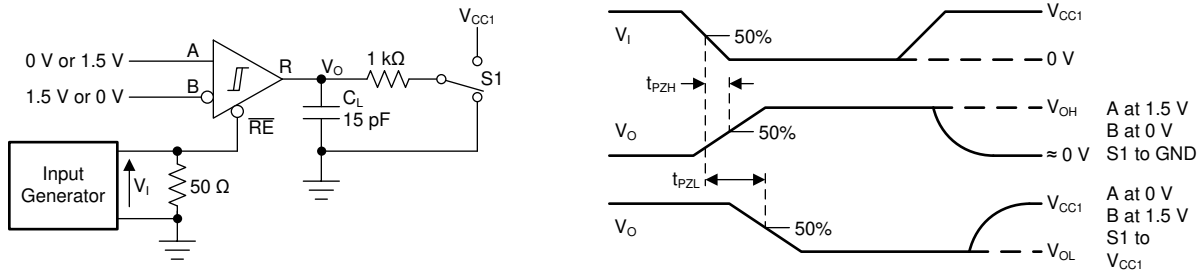 V_CC1
0 V or 1.5 V
A
1 kΩ
R
V_O
S1
1.5 V or 0 V
B
C_L
15 pF
RE
Input
Generator
V_I
50 Ω
V_I
50%
V_CC1
0 V
t_PZH
V_O
50%
V_OH
≈ 0 V
A at 1.5 V
B at 0 V
S1 to GND
t_PZL
V_O
50%
V_CC1
V_OL
A at 0 V
B at 1.5 V
S1 to
V_CC1